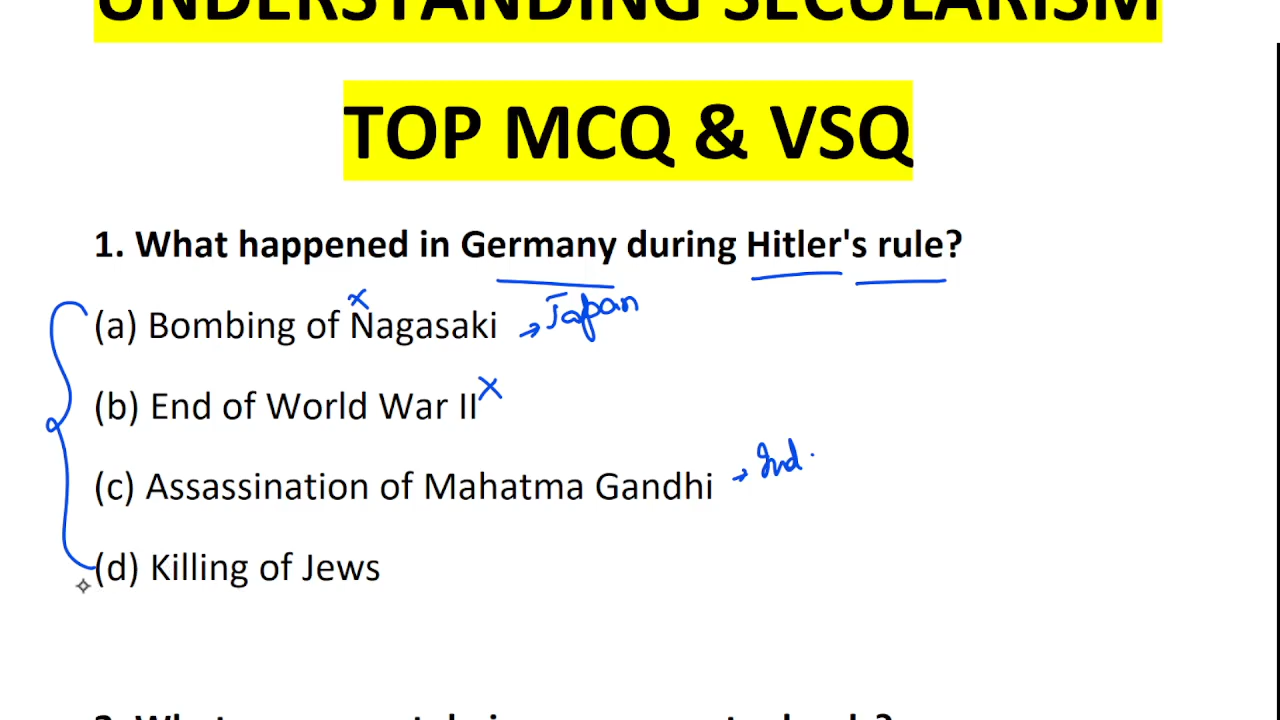 UNDERSTANDING SECULARISM
TOP MCQ & VSQ
1. What happened in Germany during Hitler's rule?
(a) Bombing of Nagasaki → Japan
(b) End of World War II
(c) Assassination of Mahatma Gandhi → Ind.
(d) Killing of Jews